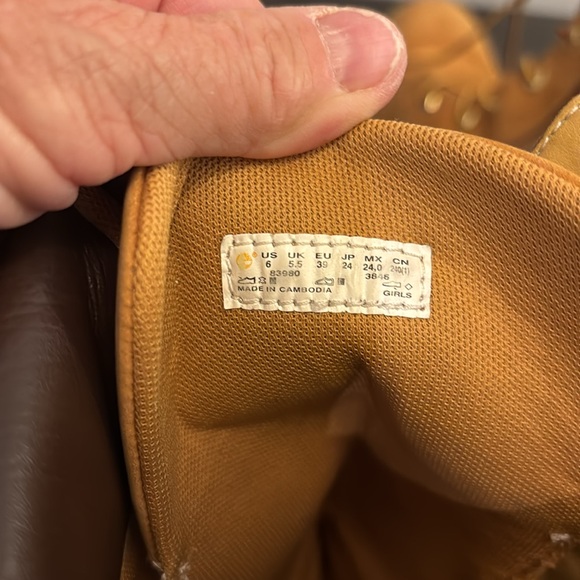 US UK EU JP MX CN
6 5.5 39 24 24.0 240(1)
83980 3846
MADE IN CAMBODIA GIRLS